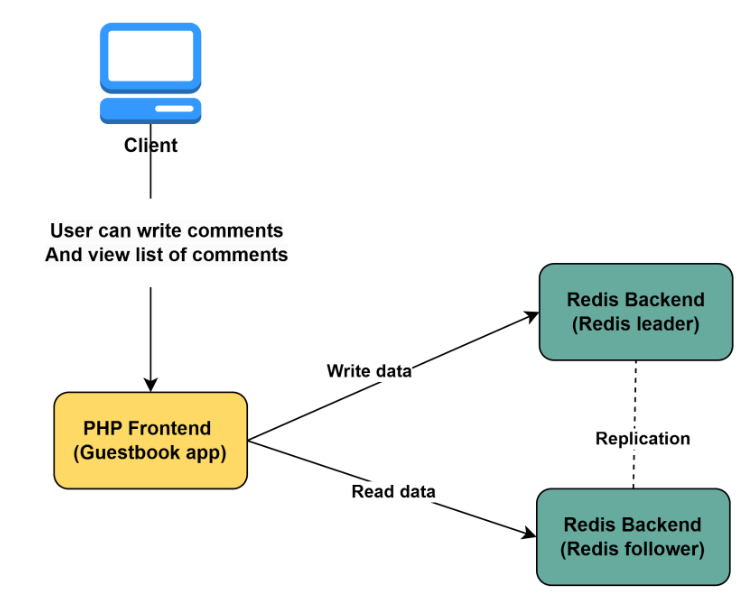 Client
User can write comments
And view list of comments
Redis Backend
(Redis leader)
Write data
PHP Frontend
(Guestbook app)
Replication
Read data
Redis Backend
(Redis follower)